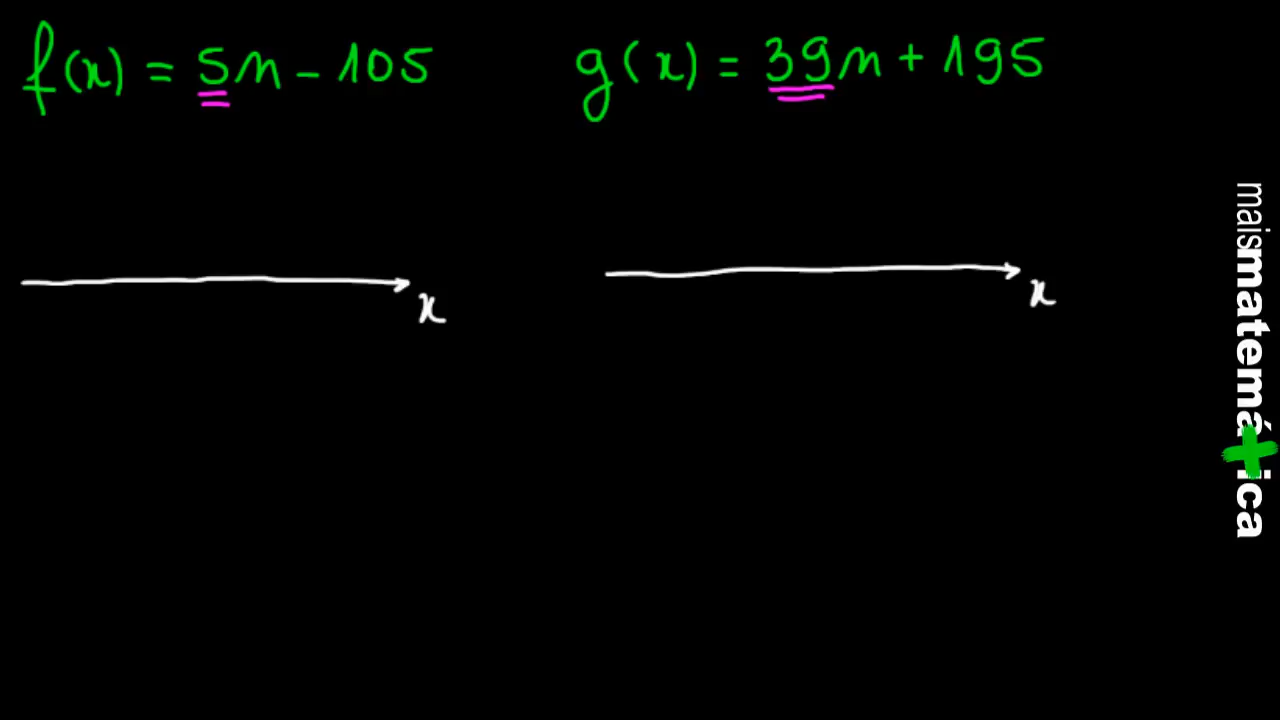 f(x) = 5x - 105
g(x) = 39x + 195
x
x
maismatemática